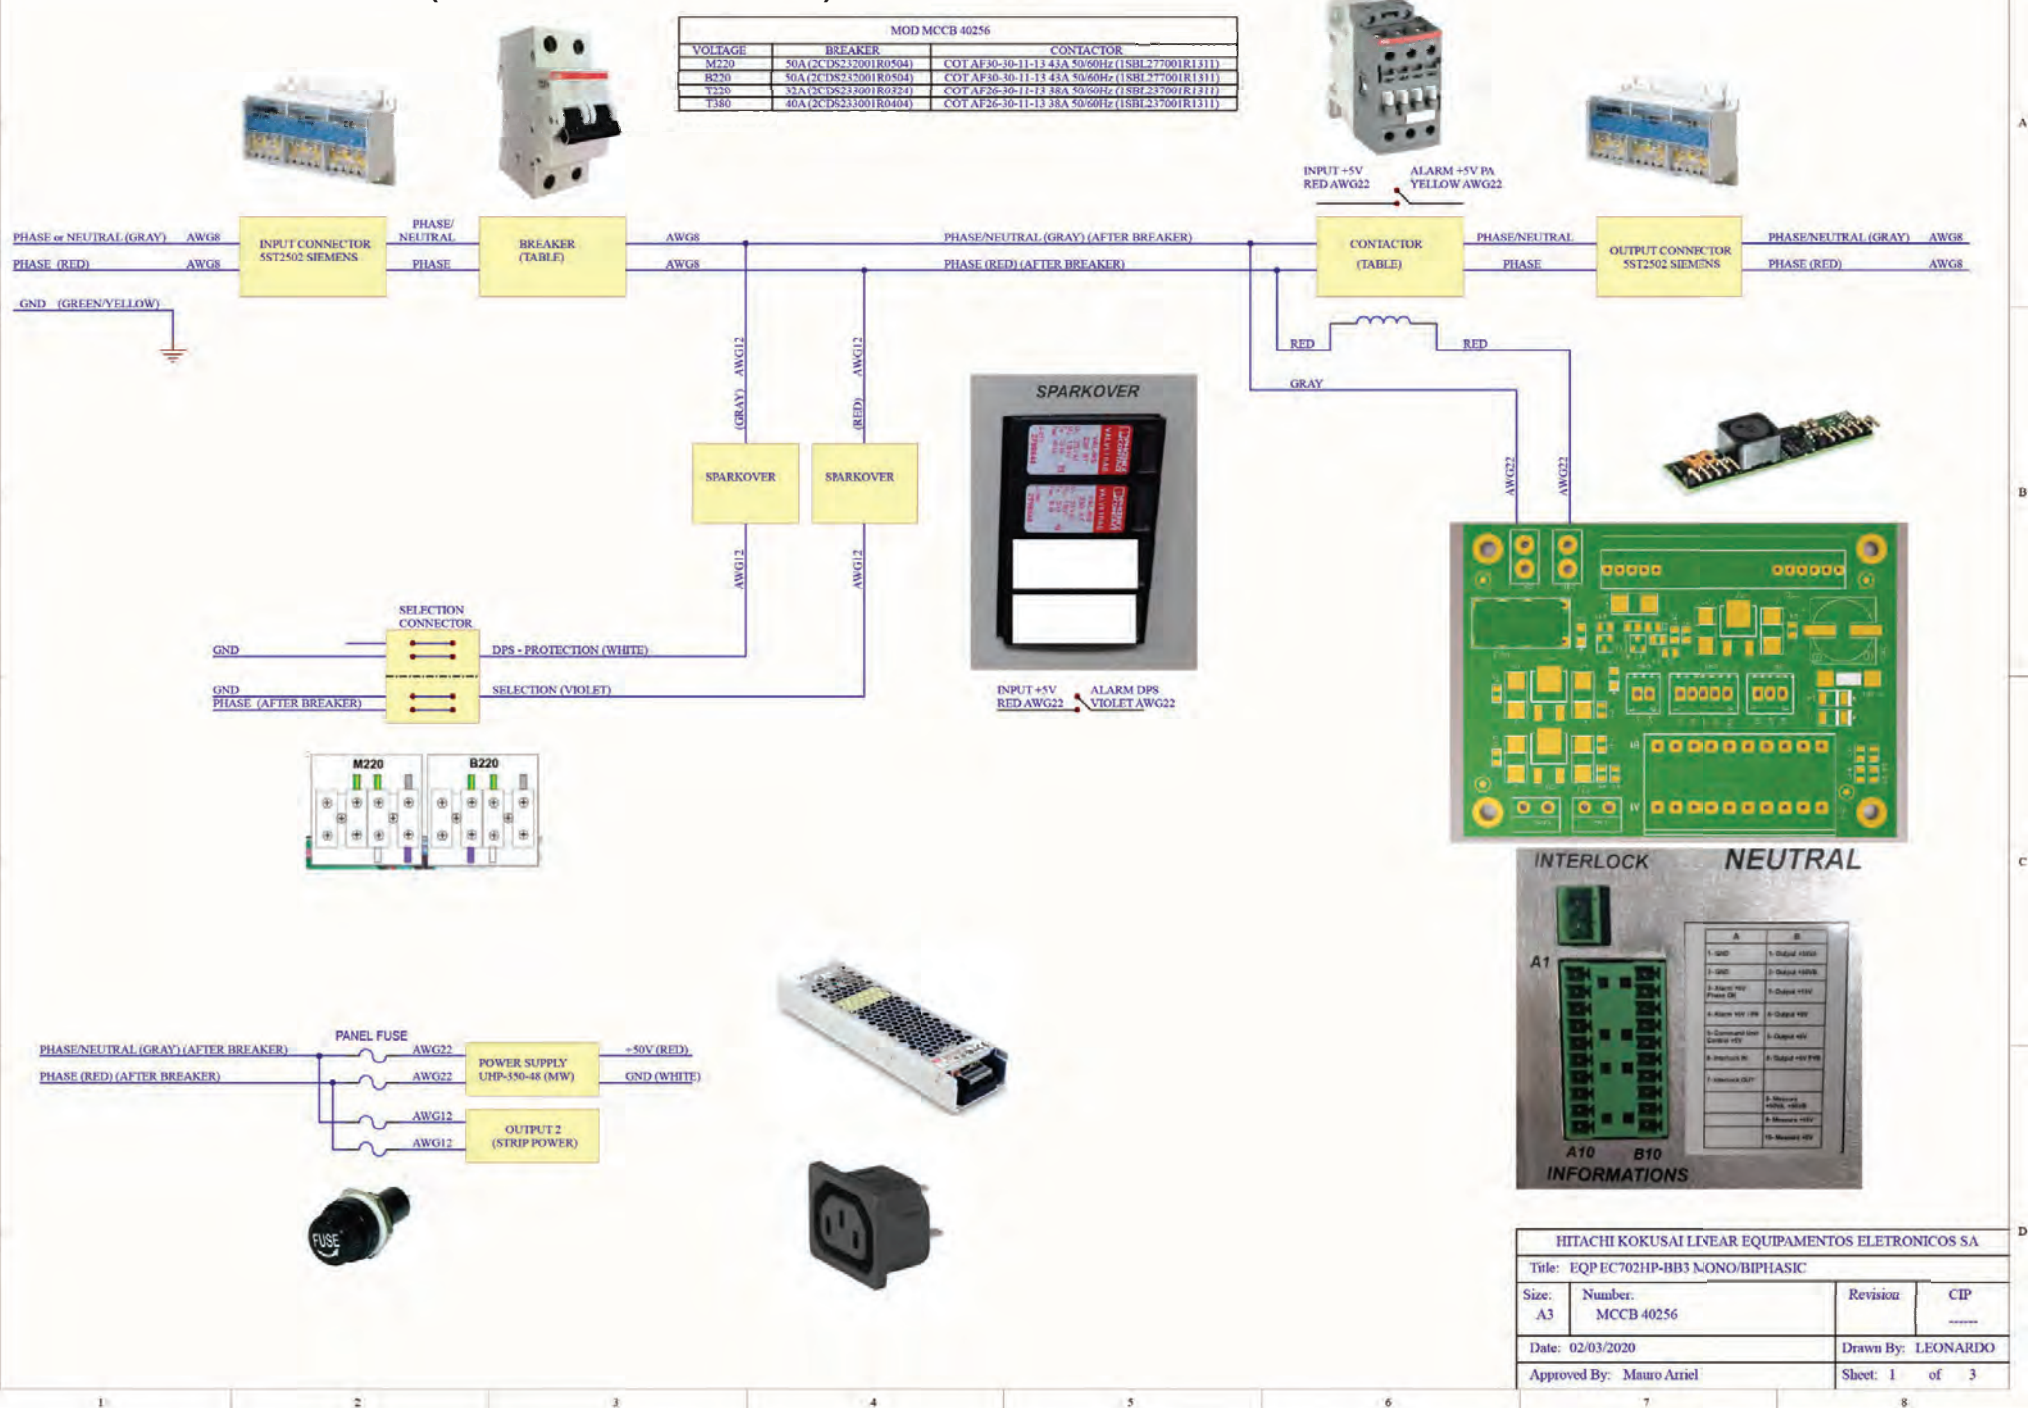 MOD MCCB 40256
VOLTAGE BREAKER CONTACTOR
M220 50A (2CDS232001R0504) COT AF30-30-11-13 43A 50/60Hz (1SBL277001R1311)
B220 50A (2CDS232001R0504) COT AF30-30-11-13 43A 50/60Hz (1SBL277001R1311)
T220 32A (2CDS233001R0324) COT AF26-30-11-13 38A 50/60Hz (1SBL237001R1311)
T380 40A (2CDS233001R0404) COT AF26-30-11-13 38A 50/60Hz (1SBL237001R1311)
INPUT +5V
RED AWG22
ALARM +5V PA
YELLOW AWG22
PHASE or NEUTRAL (GRAY) AWG8
PHASE (RED) AWG8
GND (GREEN/YELLOW)
INPUT CONNECTOR
5ST2502 SIEMENS
PHASE/
NEUTRAL
PHASE
BREAKER
(TABLE)
AWG8
AWG8
PHASE/NEUTRAL (GRAY) (AFTER BREAKER)
PHASE (RED) (AFTER BREAKER)
CONTACTOR
(TABLE)
PHASE/NEUTRAL
PHASE
OUTPUT CONNECTOR
5ST2502 SIEMENS
PHASE/NEUTRAL (GRAY) AWG8
PHASE (RED) AWG8
RED
RED
GRAY
AWG22
AWG22
(GRAY) AWG12
(RED) AWG12
SPARKOVER
SPARKOVER
AWG12
AWG12
SPARKOVER
INPUT +5V
RED AWG22
ALARM DPS
VIOLET AWG22
SELECTION
CONNECTOR
GND
DPS - PROTECTION (WHITE)
GND
PHASE (AFTER BREAKER)
SELECTION (VIOLET)
M220
B220
PANEL FUSE
PHASE/NEUTRAL (GRAY) (AFTER BREAKER)
PHASE (RED) (AFTER BREAKER)
AWG22
AWG22
AWG12
AWG12
POWER SUPPLY
UHP-350-48 (MW)
+50V (RED)
GND (WHITE)
OUTPUT 2
(STRIP POWER)
FUSE
INTERLOCK
NEUTRAL
A1
A B
1- GND
2- GND
A10 B10
INFORMATIONS
HITACHI KOKUSAI LINEAR EQUIPAMENTOS ELETRONICOS SA
Title: EQP EC702HP-BB3 MONO/BIPHASIC
Size: A3
Number: MCCB 40256
Revision
CIP
------
Date: 02/03/2020
Drawn By: LEONARDO
Approved By: Mauro Arriel
Sheet: 1 of 3
A
B
C
D
1 2 3 4 5 6 7 8